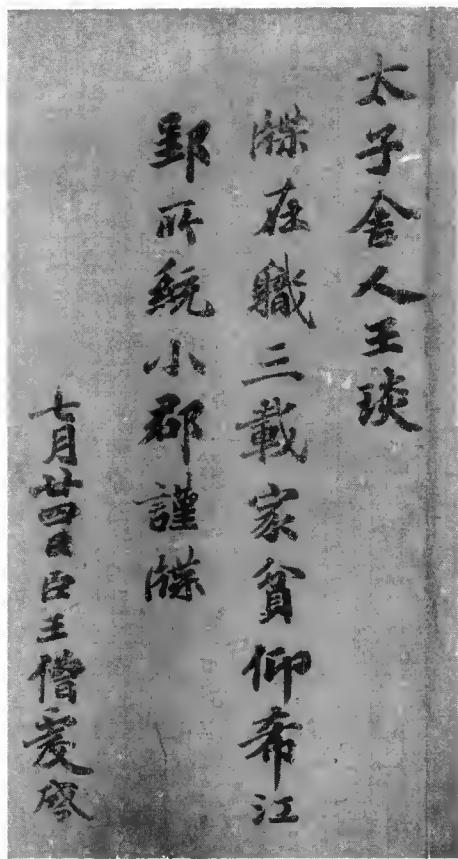 太子舍人王琰
牒在職三載家貧仰希江
郢所統小郡謹牒
七月廿四日臣王僧虔啓